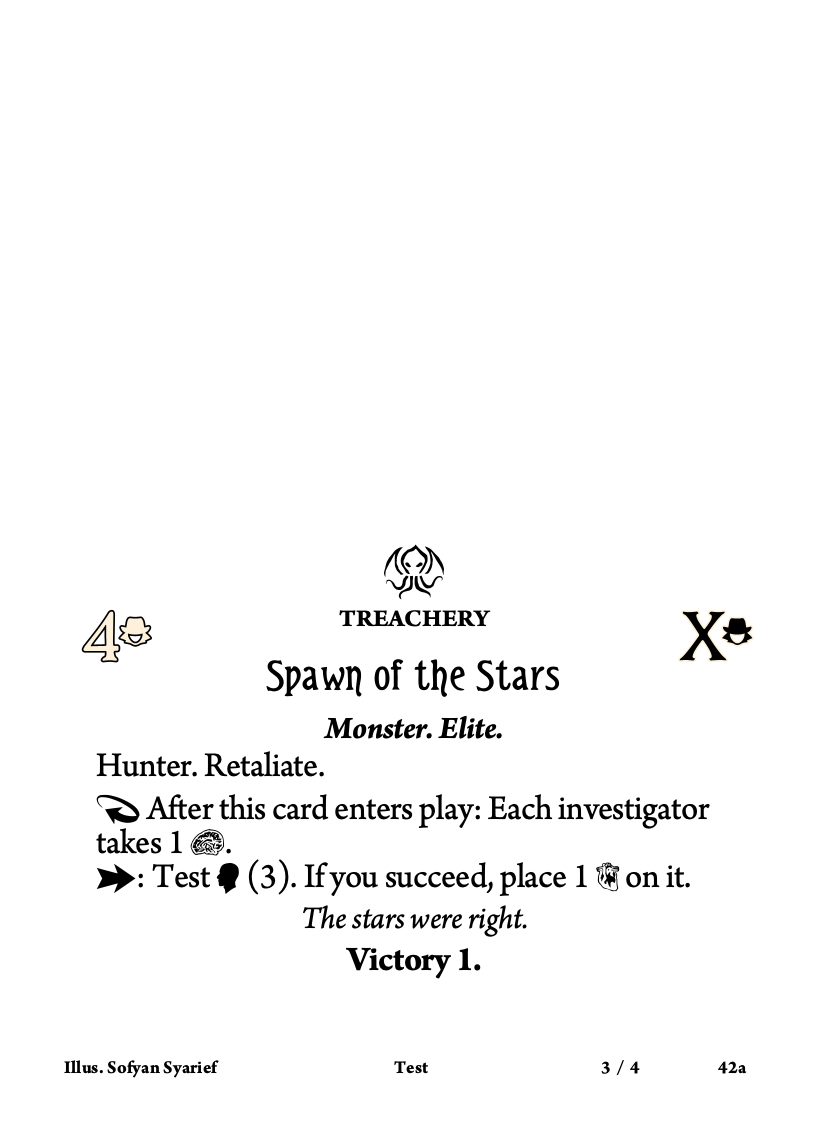 TREACHERY
4
X
Spawn of the Stars
Monster. Elite.
Hunter. Retaliate.
After this card enters play: Each investigator
takes 1 .
: Test (3). If you succeed, place 1 on it.
The stars were right.
Victory 1.
Illus. Sofyan Syarief Test 3 / 4 42a